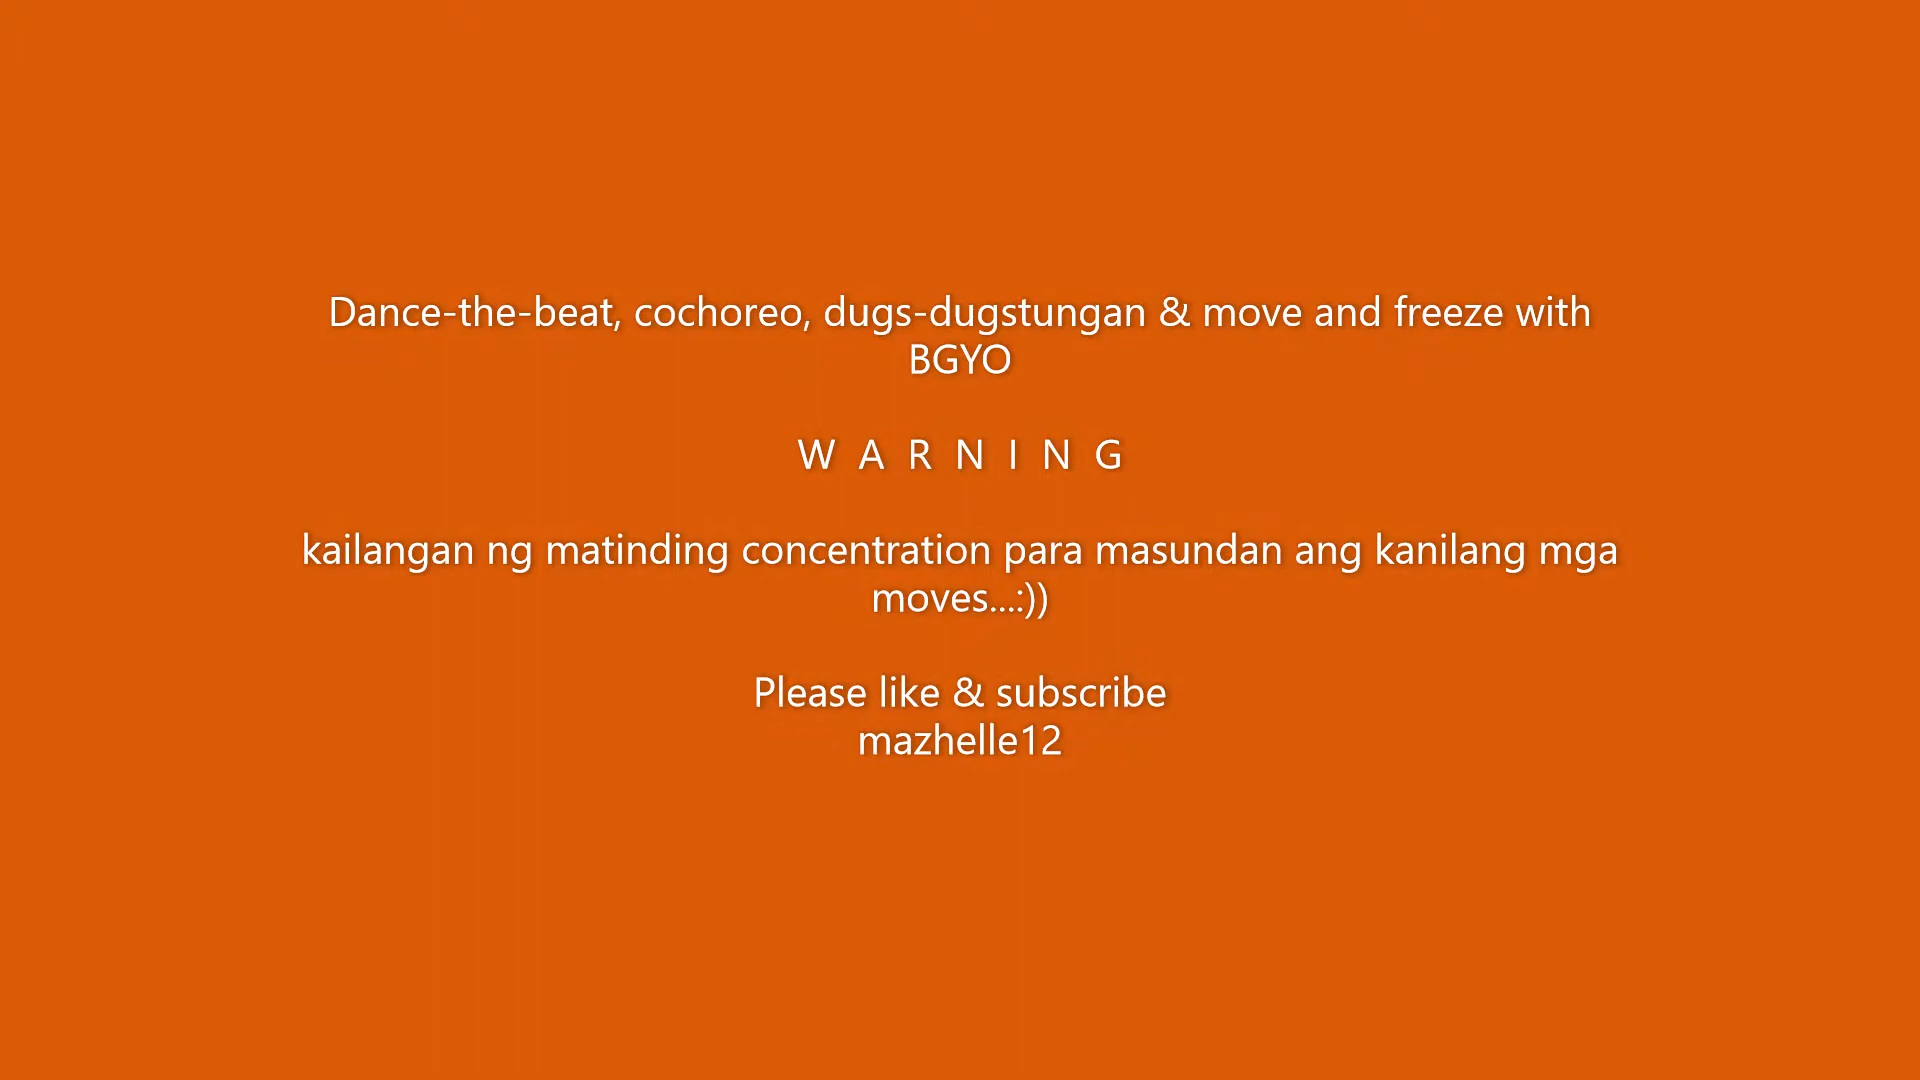 Dance-the-beat, cochoreo, dugs-dugstungan & move and freeze with
BGYO
W A R N I N G
kailangan ng matinding concentration para masundan ang kanilang mga
moves...:))
Please like & subscribe
mazhelle12